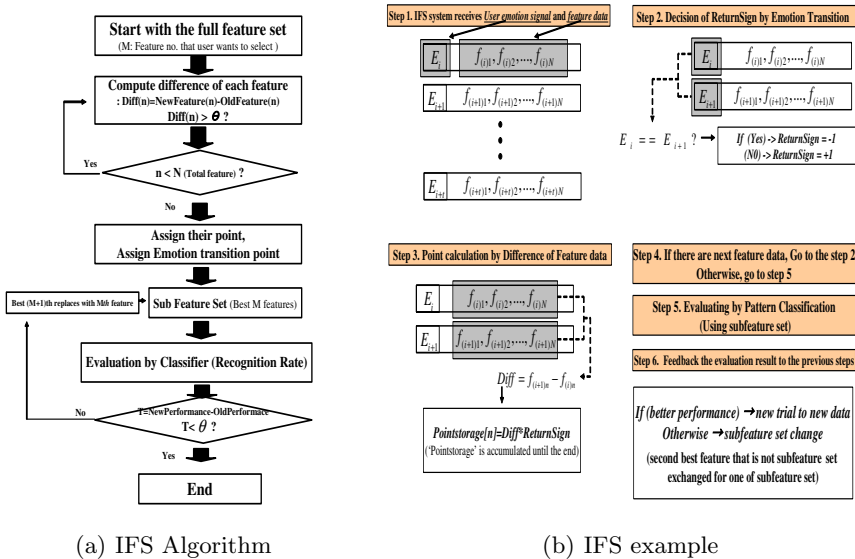 Start with the full feature set
(M: Feature no. that user wants to select )
Compute difference of each feature
: Diff(n)=NewFeature(n)-OldFeature(n)
Diff(n) > θ ?
Yes
n < N (Total feature) ?
No
Assign their point,
Assign Emotion transition point
Best (M+1)th replaces with Mth feature
Sub Feature Set (Best M features)
Evaluation by Classifier (Recognition Rate)
T=NewPerformance-OldPerformace
T< θ ?
No
Yes
End
(a) IFS Algorithm
Step 1. IFS system receives User emotion signal and feature data
E_i f_(i)1, f_(i)2,..., f_(i)N
E_i+1 f_(i+1)1, f_(i+1)2,..., f_(i+1)N
E_i+t f_(i+t)1, f_(i+t)2,..., f_(i+t)N
Step 2. Decision of ReturnSign by Emotion Transition
E_i f_(i)1, f_(i)2,..., f_(i)N
E_i+1 f_(i+1)1, f_(i+1)2,..., f_(i+1)N
E_i == E_i+1 ?
If (Yes) -> ReturnSign = -1
(N0) -> ReturnSign = +1
Step 3. Point calculation by Difference of Feature data
E_i f_(i)1, f_(i)2,..., f_(i)N
E_i+1 f_(i+1)1, f_(i+1)2,..., f_(i+1)N
Diff = f_(i+1)n − f_(i)n
Pointstorage[n]=Diff*ReturnSign
('Pointstorage' is accumulated until the end)
Step 4. If there are next feature data, Go to the step 2
Otherwise, go to step 5
Step 5. Evaluating by Pattern Classification
(Using subfeature set)
Step 6. Feedback the evaluation result to the previous steps
If (better performance) → new trial to new data
Otherwise → subfeature set change
(second best feature that is not subfeature set
exchanged for one of subfeature set)
(b) IFS example